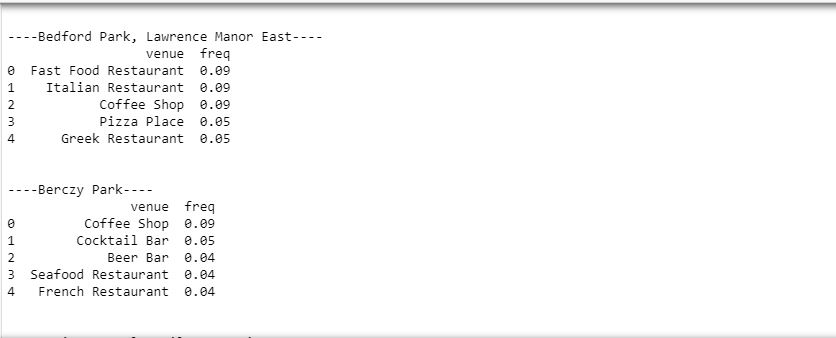 ----Bedford Park, Lawrence Manor East----
venue freq
0 Fast Food Restaurant 0.09
1 Italian Restaurant 0.09
2 Coffee Shop 0.09
3 Pizza Place 0.05
4 Greek Restaurant 0.05
----Berczy Park----
venue freq
0 Coffee Shop 0.09
1 Cocktail Bar 0.05
2 Beer Bar 0.04
3 Seafood Restaurant 0.04
4 French Restaurant 0.04